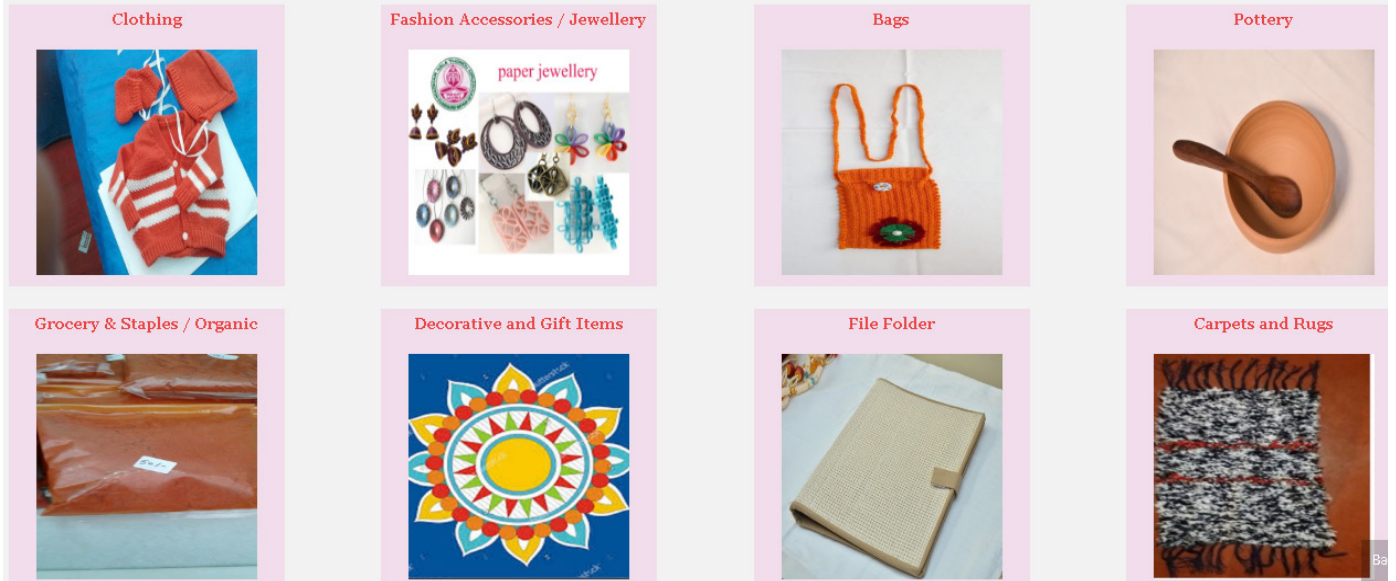 Clothing
Fashion Accessories / Jewellery
Bags
Pottery
paper jewellery
Grocery & Staples / Organic
Decorative and Gift Items
File Folder
Carpets and Rugs
Ba